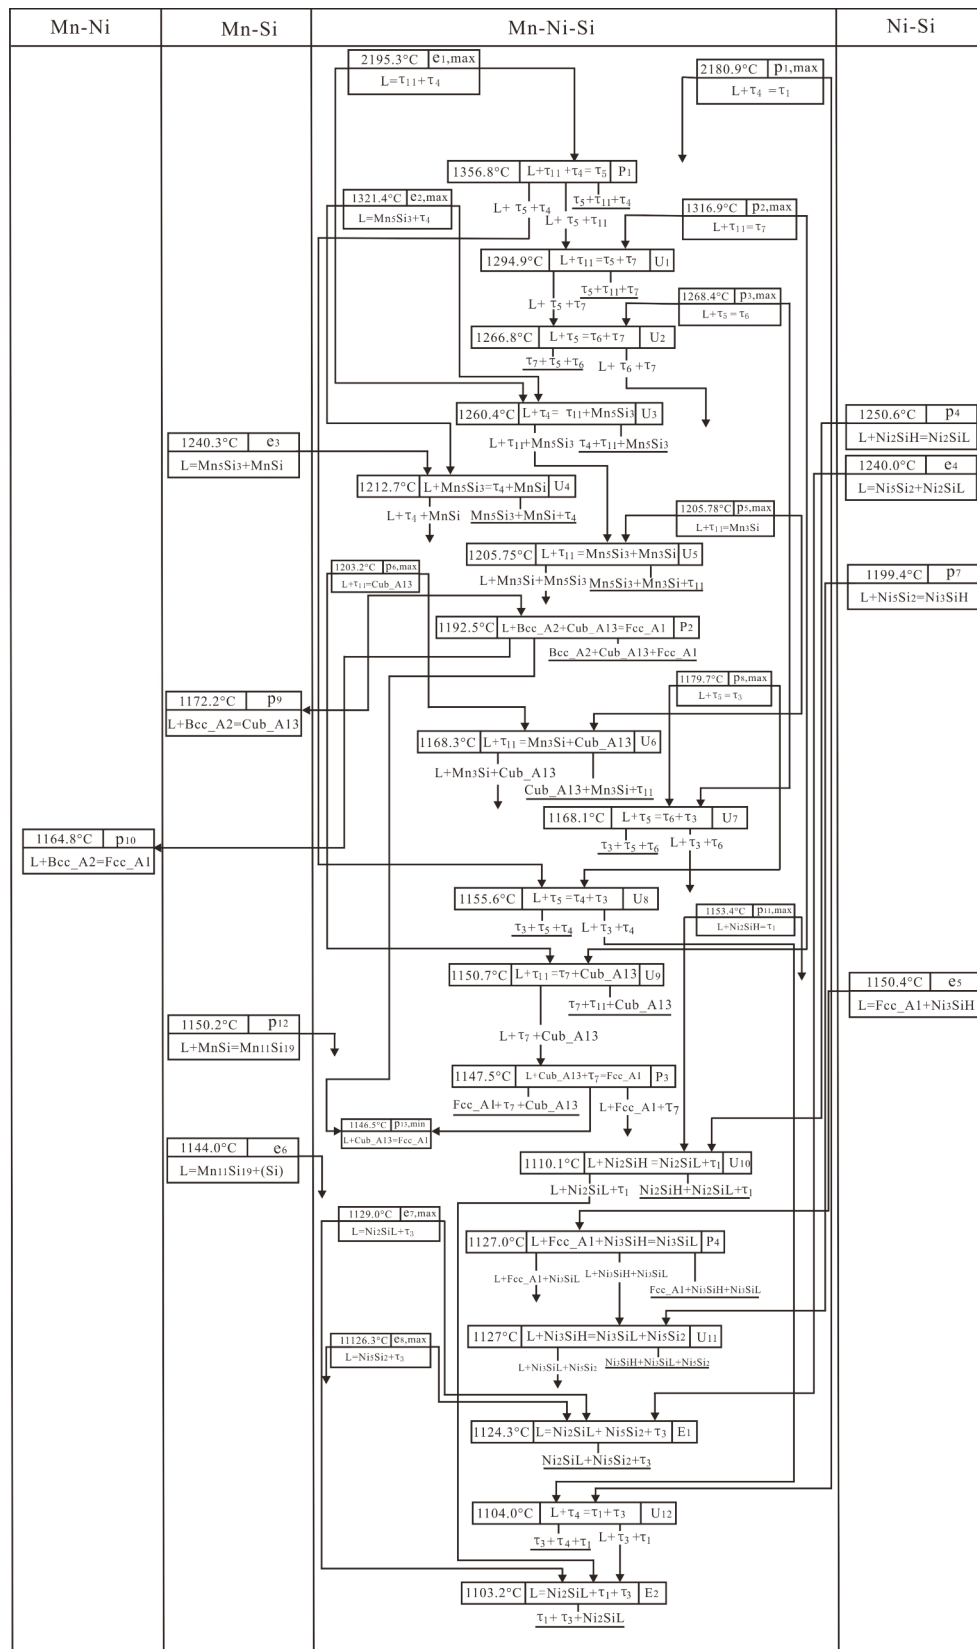 Mn-Ni
Mn-Si
Mn-Ni-Si
Ni-Si
2195.3°C e1,max
L=τ11+τ4
2180.9°C p1,max
L+τ4 =τ1
1356.8°C L+τ11 +τ4= τ5 P1
τ5+τ11+τ4
L+ τ5 +τ4
L+ τ5 +τ11
1321.4°C e2,max
L=Mn5Si3+τ4
1316.9°C p2,max
L+τ11=τ7
1294.9°C L+τ11 =τ5+τ7 U1
τ5+τ11+τ7
L+ τ5 +τ7
1268.4°C p3,max
L+τ5 =τ6
1266.8°C L+τ5 =τ6+τ7 U2
τ7+τ5 +τ6
L+ τ6 +τ7
1260.4°C L+τ4= τ11+Mn5Si3 U3
L+τ11+Mn5Si3
τ4+τ11+Mn5Si3
1250.6°C p4
L+Ni2SiH=Ni2SiL
1240.3°C e3
L=Mn5Si3+MnSi
1240.0°C e4
L=Ni5Si2+Ni2SiL
1212.7°C L+Mn5Si3=τ4+MnSi U4
L+τ4 +MnSi
Mn5Si3+MnSi+τ4
1205.78°C p5,max
L+τ11=Mn3Si
1205.75°C L+τ11 =Mn5Si3+Mn3Si U5
L+Mn3Si+Mn5Si3
Mn5Si3+Mn3Si+τ11
1203.2°C p6,max
L+τ11=Cub_A13
1199.4°C p7
L+Ni5Si2=Ni3SiH
1192.5°C L+Bcc_A2+Cub_A13=Fcc_A1 P2
Bcc_A2+Cub_A13+Fcc_A1
1179.7°C p8,max
L+τ5 =τ3
1172.2°C p9
L+Bcc_A2=Cub_A13
1168.3°C L+τ11 =Mn3Si+Cub_A13 U6
L+Mn3Si+Cub_A13
Cub_A13+Mn3Si+τ11
1168.1°C L+τ5 =τ6+τ3 U7
τ3+τ5 +τ6
L+τ3 +τ6
1164.8°C p10
L+Bcc_A2=Fcc_A1
1155.6°C L+τ5 =τ4+τ3 U8
τ3+τ5 +τ4
L+τ3 +τ4
1153.4°C p11,max
L+Ni2SiH=τ1
1150.7°C L+τ11 =τ7+Cub_A13 U9
τ7+τ11+Cub_A13
L+τ7 +Cub_A13
1150.4°C e5
L=Fcc_A1+Ni3SiH
1150.2°C p12
L+MnSi=Mn11Si19
1147.5°C L+Cub_A13+τ7=Fcc_A1 P3
Fcc_A1+τ7 +Cub_A13
L+Fcc_A1+τ7
1146.5°C p13,min
L+Cub_A13=Fcc_A1
1144.0°C e6
L=Mn11Si19+(Si)
1110.1°C L+Ni2SiH =Ni2SiL+τ1 U10
L+Ni2SiL+τ1
Ni2SiH+Ni2SiL+τ1
1129.0°C e7,max
L=Ni2SiL+τ3
1127.0°C L+Fcc_A1+Ni3SiH=Ni3SiL P4
L+Fcc_A1+Ni3SiL
L+Ni3SiH+Ni3SiL
Fcc_A1+Ni3SiH+Ni3SiL
1127°C L+Ni3SiH=Ni3SiL+Ni5Si2 U11
L+Ni3SiL+Ni5Si2
Ni3SiH+Ni3SiL+Ni5Si2
11126.3°C e8,max
L=Ni5Si2+τ3
1124.3°C L=Ni2SiL+ Ni5Si2+τ3 E1
Ni2SiL+Ni5Si2+τ3
1104.0°C L+τ4 =τ1+τ3 U12
τ3+τ4+τ1
L+τ3 +τ1
1103.2°C L=Ni2SiL+τ1+τ3 E2
τ1+ τ3+Ni2SiL